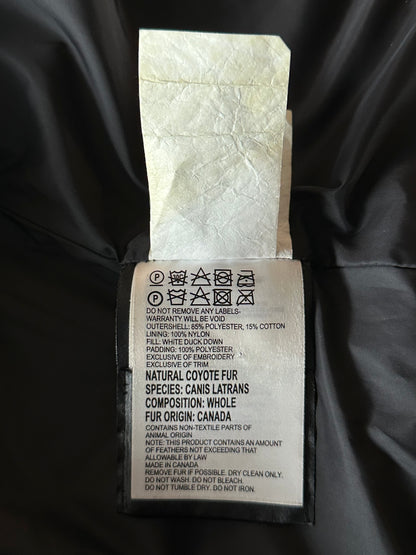 P
P
DO NOT REMOVE ANY LABELS-
WARRANTY WILL BE VOID
OUTERSHELL: 85% POLYESTER, 15% COTTON
LINING: 100% NYLON
FILL: WHITE DUCK DOWN
PADDING: 100% POLYESTER
EXCLUSIVE OF EMBROIDERY
EXCLUSIVE OF TRIM
NATURAL COYOTE FUR
SPECIES: CANIS LATRANS
COMPOSITION: WHOLE
FUR ORIGIN: CANADA
CONTAINS NON-TEXTILE PARTS OF
ANIMAL ORIGIN
NOTE: THIS PRODUCT CONTAINS AN AMOUNT
OF FEATHERS NOT EXCEEDING THAT
ALLOWABLE BY LAW
MADE IN CANADA
REMOVE FUR IF POSSIBLE. DRY CLEAN ONLY.
DO NOT WASH. DO NOT BLEACH.
DO NOT TUMBLE DRY. DO NOT IRON.